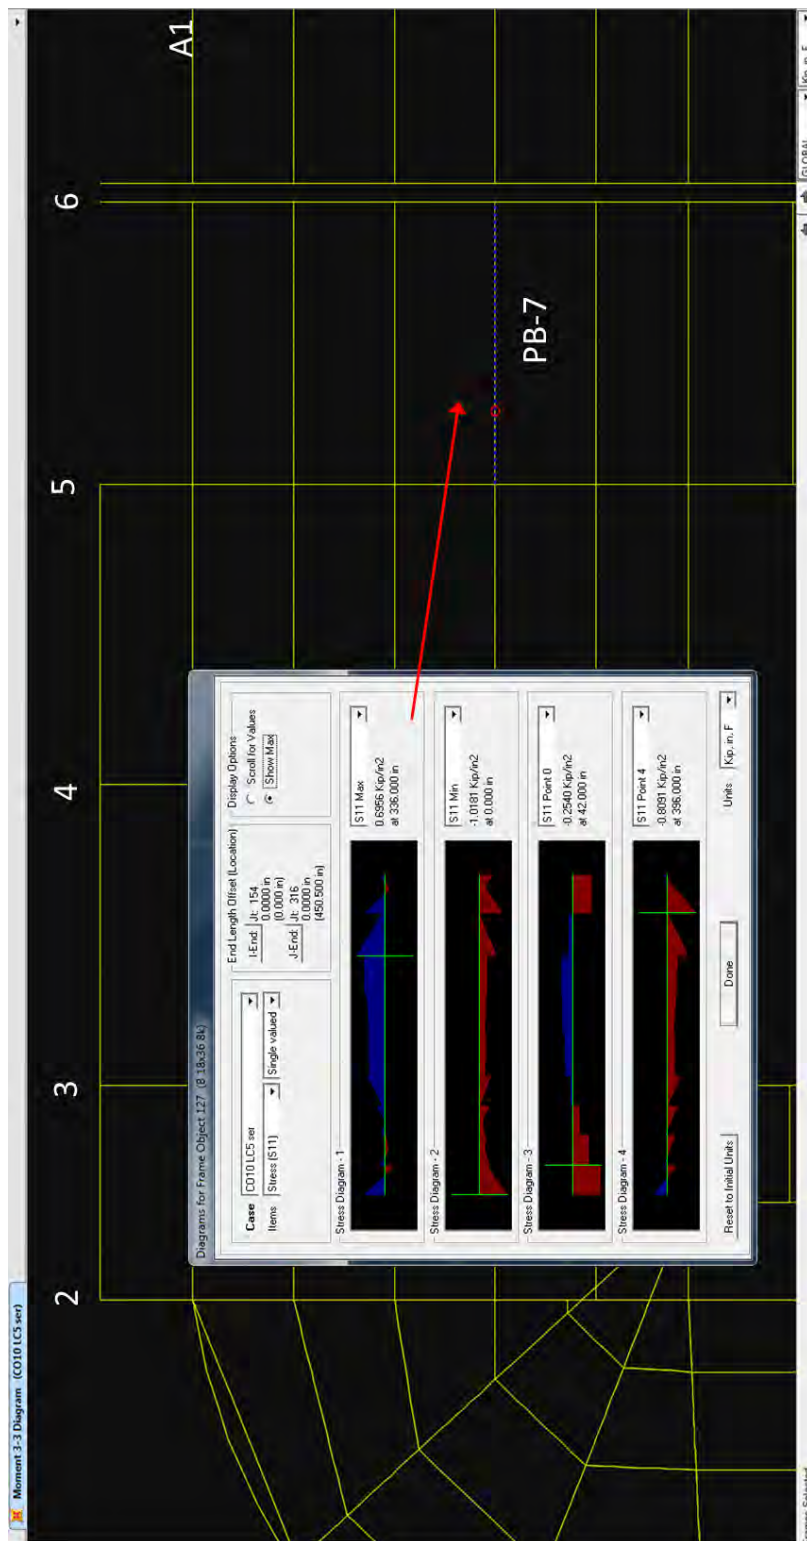 Moment 3-3 Diagram (CO10 LC5 ser)
2
3
4
5
6
A1
PB-7
Diagrams for Frame Object 127 (B 18x36 8k)
Case
CO10 LC5 ser
Items
Stress (S11)
Single valued
End Length Offset (Location)
I-End:
Jt: 154
0.0000 in
(0.000 in)
J-End:
Jt: 316
0.0000 in
(450.500 in)
Display Options
Scroll for Values
Show Max
Stress Diagram - 1
S11 Max
0.6956 Kip/in2
at 336.000 in
Stress Diagram - 2
S11 Min
-1.0181 Kip/in2
at 0.000 in
Stress Diagram - 3
S11 Point 0
-0.2540 Kip/in2
at 42.000 in
Stress Diagram - 4
S11 Point 4
-0.8091 Kip/in2
at 396.000 in
Reset to Initial Units
Done
Units
Kip, in, F
GLOBAL
Kip, in, F